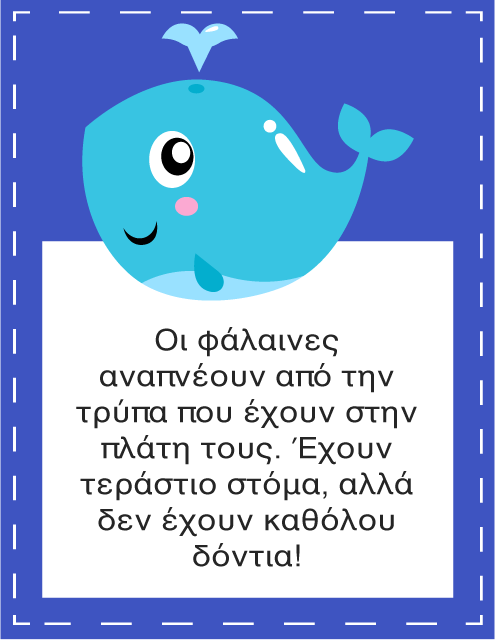 Οι φάλαινες
αναπνέουν από την
τρύπα που έχουν στην
πλάτη τους. Έχουν
τεράστιο στόμα, αλλά
δεν έχουν καθόλου
δόντια!